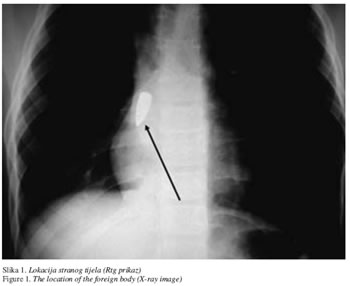 Slika 1. Lokacija stranog tijela (Rtg prikaz)
Figure 1. The location of the foreign body (X-ray image)